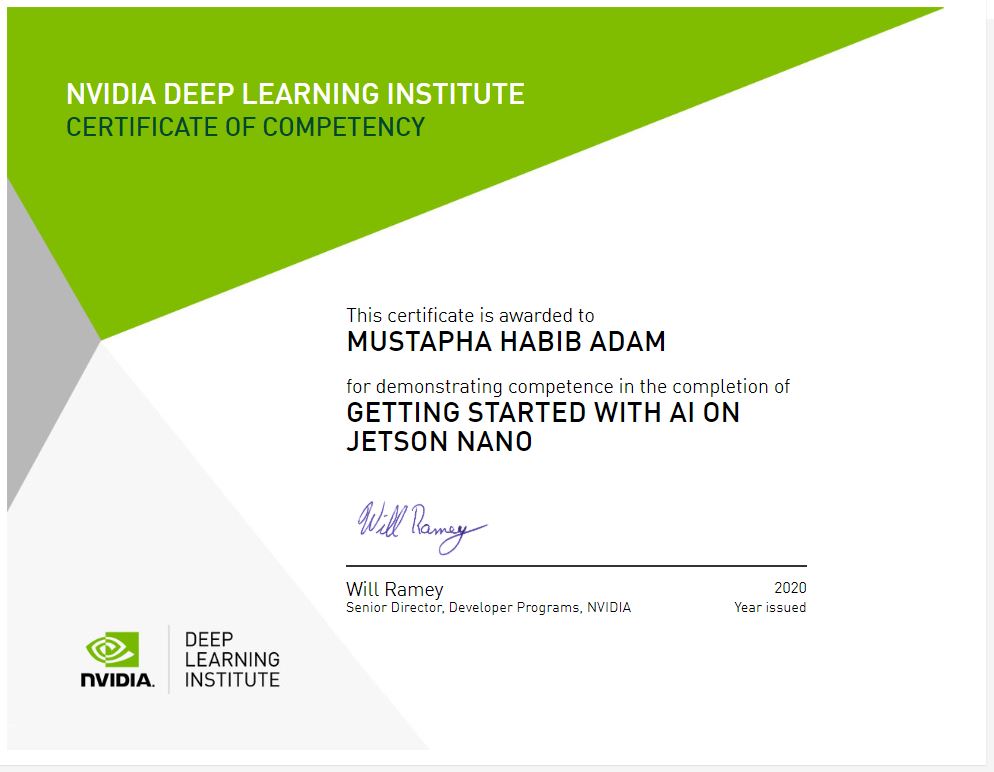 NVIDIA DEEP LEARNING INSTITUTE
CERTIFICATE OF COMPETENCY
This certificate is awarded to
MUSTAPHA HABIB ADAM
for demonstrating competence in the completion of
GETTING STARTED WITH AI ON
JETSON NANO
Will Ramey
Will Ramey
Senior Director, Developer Programs, NVIDIA
2020
Year issued
NVIDIA.
DEEP
LEARNING
INSTITUTE